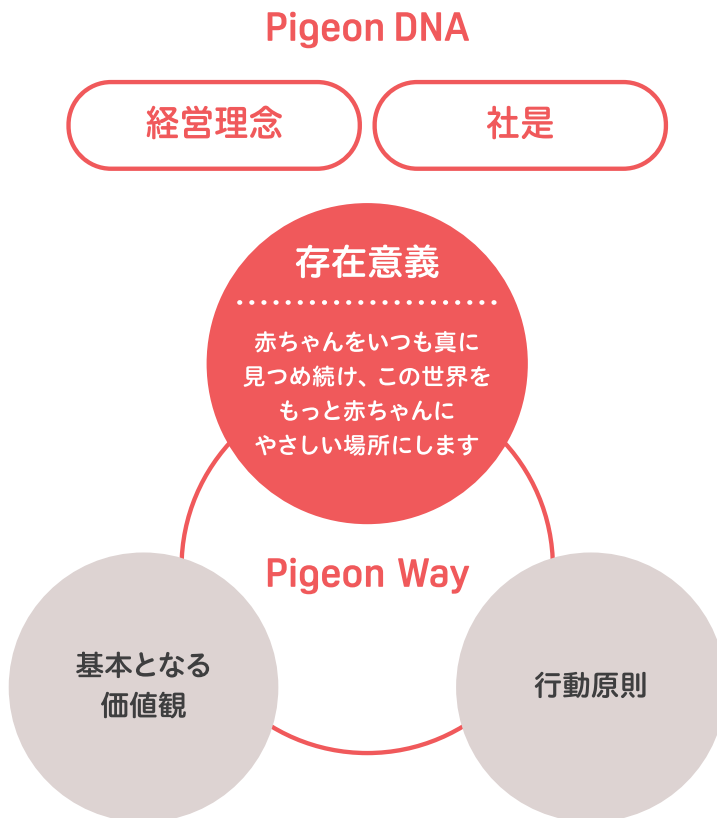 Pigeon DNA
経営理念
社是
存在意義
赤ちゃんをいつも真に
見つめ続け、この世界を
もっと赤ちゃんに
やさしい場所にします
Pigeon Way
基本となる
価値観
行動原則